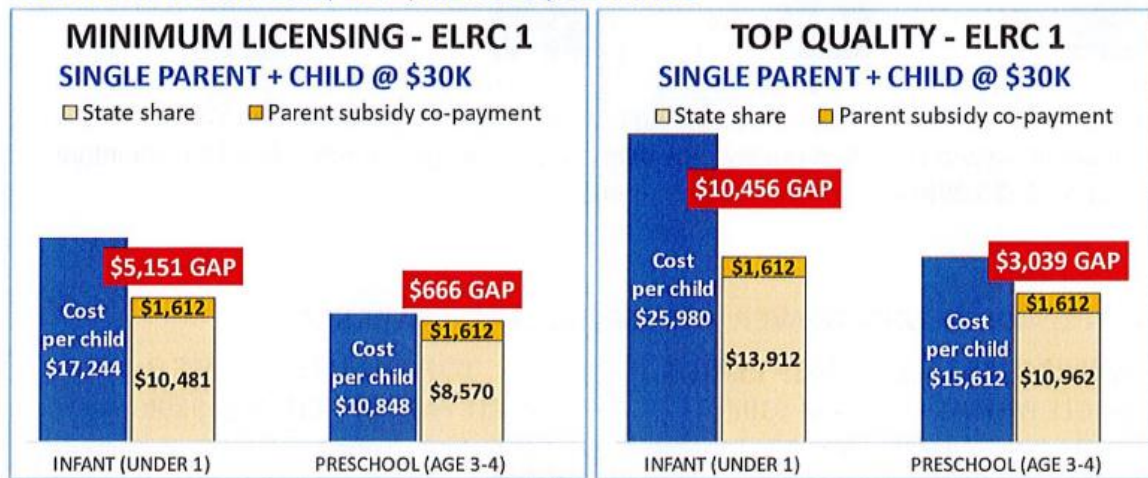 MINIMUM LICENSING - ELRC 1
SINGLE PARENT + CHILD @ $30K
State share
Parent subsidy co-payment
$5,151 GAP
Cost
per child
$17,244
$1,612
$10,481
$666 GAP
Cost
per child
$10,848
$1,612
$8,570
INFANT (UNDER 1)
PRESCHOOL (AGE 3-4)
TOP QUALITY - ELRC 1
SINGLE PARENT + CHILD @ $30K
State share
Parent subsidy co-payment
$10,456 GAP
Cost
per child
$25,980
$1,612
$13,912
$3,039 GAP
Cost
per child
$15,612
$1,612
$10,962
INFANT (UNDER 1)
PRESCHOOL (AGE 3-4)